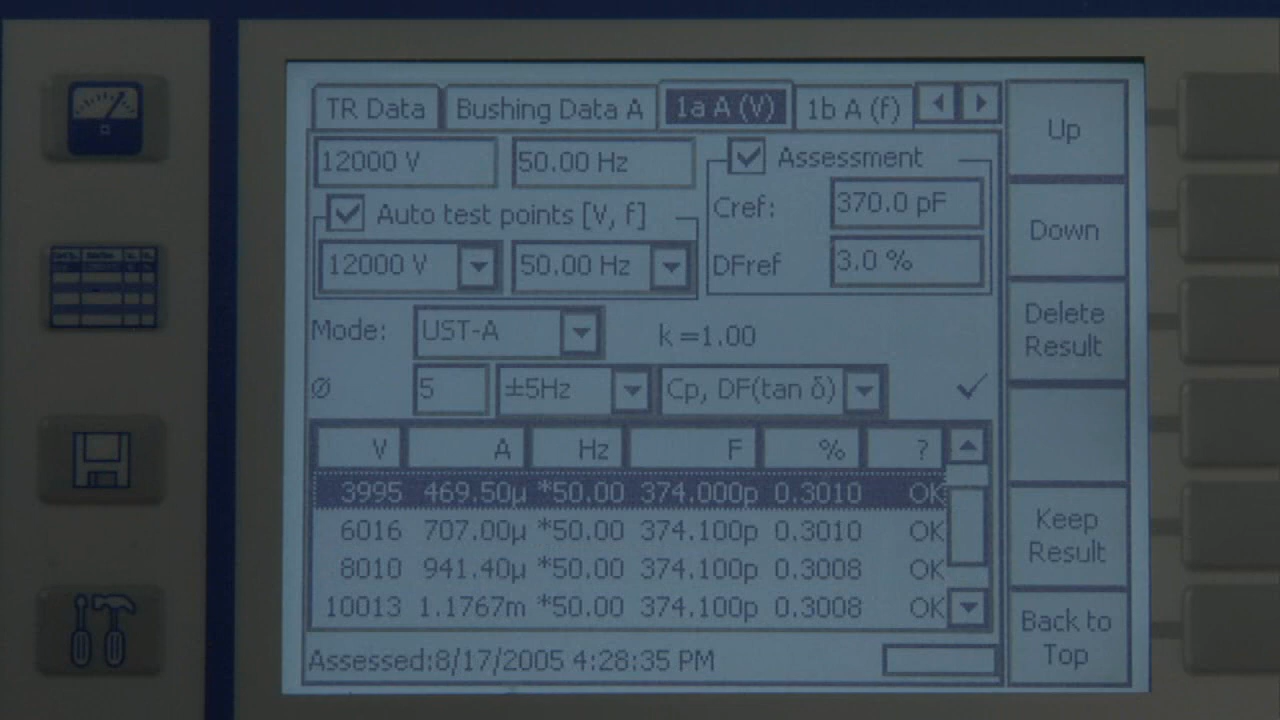 TR Data Bushing Data A 1a A (V) 1b A (f)
Up
12000 V 50.00 Hz
Assessment
Auto test points [V, f]
Cref: 370.0 pF
Down
12000 V 50.00 Hz
DFref 3.0 %
Mode: UST-A k =1.00
Delete
Result
Ø 5 ±5Hz Cp, DF(tan δ)
V A Hz F % ?
3995 469.50µ *50.00 374.000p 0.3010 OK
6016 707.00µ *50.00 374.100p 0.3010 OK
8010 941.40µ *50.00 374.100p 0.3008 OK
10013 1.1767m *50.00 374.100p 0.3008 OK
Keep
Result
Back to
Top
Assessed:8/17/2005 4:28:35 PM